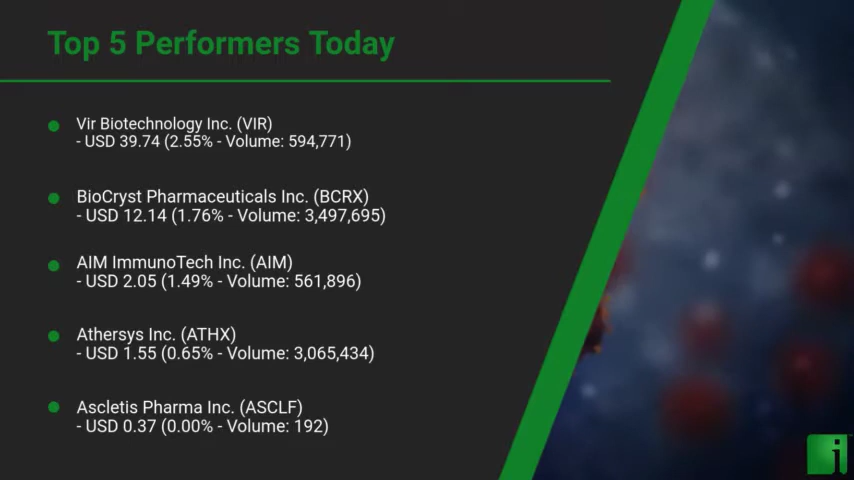 Top 5 Performers Today
Vir Biotechnology Inc. (VIR)
- USD 39.74 (2.55% - Volume: 594,771)
BioCryst Pharmaceuticals Inc. (BCRX)
- USD 12.14 (1.76% - Volume: 3,497,695)
AIM ImmunoTech Inc. (AIM)
- USD 2.05 (1.49% - Volume: 561,896)
Athersys Inc. (ATHX)
- USD 1.55 (0.65% - Volume: 3,065,434)
Ascletis Pharma Inc. (ASCLF)
- USD 0.37 (0.00% - Volume: 192)
i